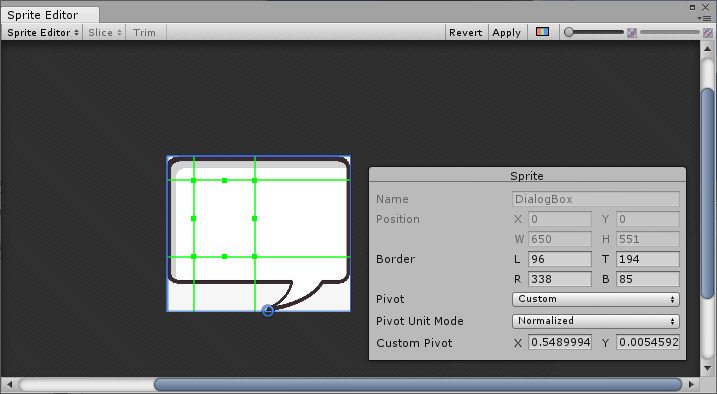 Sprite Editor
Sprite Editor Slice Trim Revert Apply
Sprite
Name DialogBox
Position X 0 Y 0
W 650 H 551
Border L 96 T 194
R 338 B 85
Pivot Custom
Pivot Unit Mode Normalized
Custom Pivot X 0.5489994 Y 0.0054592